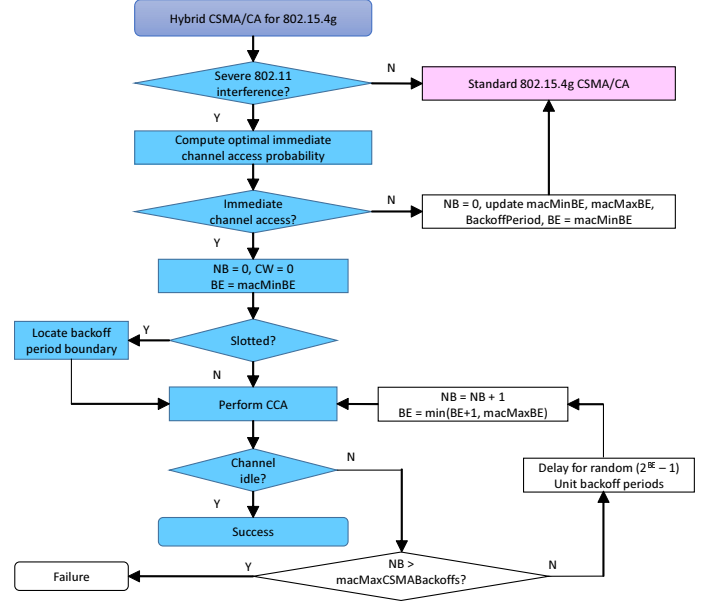 Hybrid CSMA/CA for 802.15.4g
Severe 802.11
interference?
N
Standard 802.15.4g CSMA/CA
Y
Compute optimal immediate
channel access probability
Immediate
channel access?
N
NB = 0, update macMinBE, macMaxBE,
BackoffPeriod, BE = macMinBE
Y
NB = 0, CW = 0
BE = macMinBE
Locate backoff
period boundary
Y
Slotted?
N
Perform CCA
NB = NB + 1
BE = min(BE+1, macMaxBE)
Channel
idle?
N
Delay for random (2^BE – 1)
Unit backoff periods
Y
Success
Failure
Y
NB >
macMaxCSMABackoffs?
N